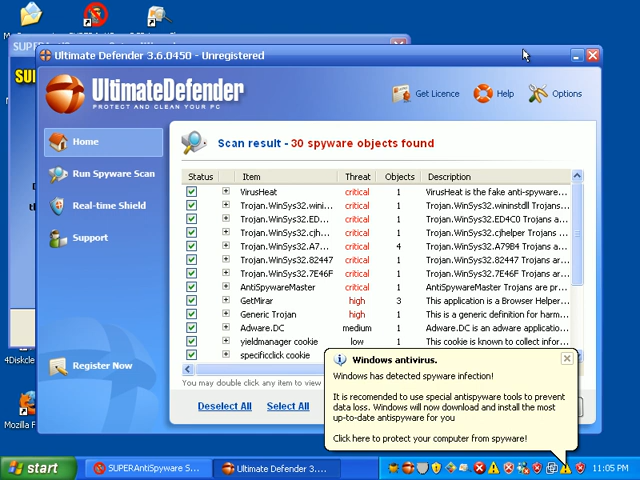 SUP
Ultimate Defender 3.6.0450 - Unregistered
UltimateDefender
PROTECT AND CLEAN YOUR PC
Get Licence
Help
Options
Home
Run Spyware Scan
Real-time Shield
Support
Register Now
Scan result - 30 spyware objects found
Status Item Threat Objects Description
VirusHeat critical 1 VirusHeat is the fake anti-spyware...
Trojan.WinSys32.wini... critical 1 Trojan.WinSys32.wininstdll Trojans ...
Trojan.WinSys32.ED... critical 1 Trojan.WinSys32.ED4C0 Trojans ar...
Trojan.WinSys32.cjh... critical 1 Trojan.WinSys32.cjhelper Trojans ...
Trojan.WinSys32.A7... critical 4 Trojan.WinSys32.A79B4 Trojans ar...
Trojan.WinSys32.82447 critical 1 Trojan.WinSys32.82447 Trojans ar...
Trojan.WinSys32.7E46F critical 1 Trojan.WinSys32.7E46F Trojans ar...
AntiSpywareMaster critical 1 AntiSpywareMaster Trojans are pr...
GetMirar high 3 This application is a Browser Helper...
Generic Trojan high 1 This is a generic definition for harm...
Adware.DC medium 1 Adware.DC is an adware applicatio...
yieldmanager cookie low 1 This cookie is known to collect infor...
specificclick cookie
You may double click any item to view
Deselect All
Select All
Windows antivirus.
Windows has detected spyware infection!
It is recomended to use special antispyware tools to prevent
data loss. Windows will now download and install the most
up-to-date antispyware for you
Click here to protect your computer from spyware!
4Diskcle
Mozilla F
start
SUPERAntiSpyware S...
Ultimate Defender 3....
11:05 PM